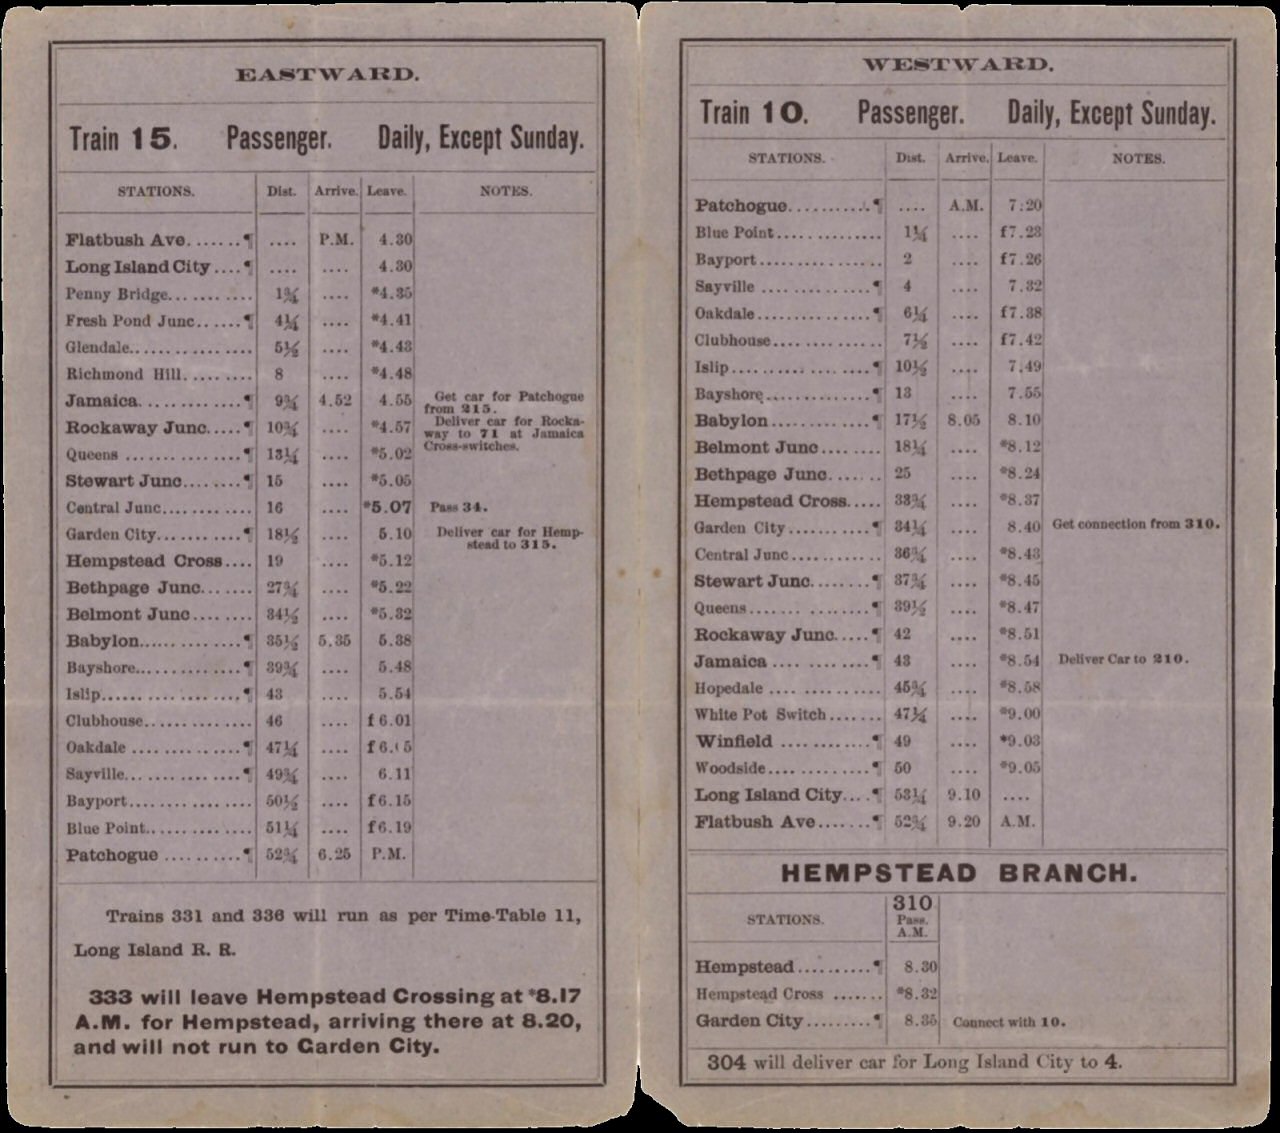 EASTWARD.
Train 15. Passenger. Daily, Except Sunday.
STATIONS. Dist. Arrive. Leave. NOTES.
Flatbush Ave.......¶ .... P.M. 4.30
Long Island City....¶ .... .... 4.30
Penny Bridge............ 1¾ .... *4.35
Fresh Pond Junc.......¶ 4¼ .... *4.41
Glendale.................. 5½ .... *4.43
Richmond Hill.......... 8 .... *4.48
Jamaica................¶ 9¾ 4.52 4.55 Get car for Patchogue
from 215.
Rockaway Junc.....¶ 10¾ .... *4.57 Deliver car for Rocka-
way to 71 at Jamaica
Cross-switches.
Queens ................¶ 13¼ .... *5.02
Stewart Junc........¶ 15 .... *5.05
Central Junc........... 16 .... *5.07 Pass 34.
Garden City...........¶ 18½ .... 5.10 Deliver car for Hemp-
stead to 315.
Hempstead Cross.... 19 .... *5.12
Bethpage Junc....... 27¾ .... *5.22
Belmont Junc......... 34½ .... *5.32
Babylon................¶ 35½ 5.35 5.38
Bayshore................¶ 39¾ .... 5.48
Islip......................¶ 43 .... 5.54
Clubhouse................ 46 .... f 6.01
Oakdale ................¶ 47¼ .... f 6.05
Sayville..................¶ 49¾ .... 6.11
Bayport................... 50½ .... f6.15
Blue Point................ 51¼ .... f6.19
Patchogue ...........¶ 52¾ 6.25 P.M.
Trains 331 and 336 will run as per Time-Table 11,
Long Island R. R.
333 will leave Hempstead Crossing at *8.17
A.M. for Hempstead, arriving there at 8.20,
and will not run to Garden City.
WESTWARD.
Train 10. Passenger. Daily, Except Sunday.
STATIONS. Dist. Arrive. Leave. NOTES.
Patchogue...........¶ .... A.M. 7:20
Blue Point............... 1¼ .... f7.23
Bayport.................. 2 .... f7.26
Sayville ................¶ 4 .... 7.32
Oakdale.................¶ 6¼ .... f7.38
Clubhouse............... 7½ .... f7.42
Islip.....................¶ 10½ .... 7.49
Bayshore................¶ 13 .... 7.55
Babylon...............¶ 17½ 8.05 8.10
Belmont Junc........ 18¼ .... *8.12
Bethpage Junc....... 25 .... *8.24
Hempstead Cross..... 33¾ .... *8.37
Garden City...........¶ 34¼ .... 8.40 Get connection from 310.
Central Junc............ 36¾ .... *8.43
Stewart Junc........¶ 37¾ .... *8.45
Queens.................¶ 39½ .... *8.47
Rockaway Junc.....¶ 42 .... *8.51
Jamaica ...............¶ 43 .... *8.54 Deliver Car to 210.
Hopedale ................ 45¾ .... *8.58
White Pot Switch....... 47¼ .... *9.00
Winfield .............¶ 49 .... *9.03
Woodside...............¶ 50 .... *9.05
Long Island City....¶ 53¼ 9.10 ....
Flatbush Ave.......¶ 52¾ 9.20 A.M.
HEMPSTEAD BRANCH.
STATIONS. 310
Pass.
A.M.
Hempstead..........¶ 8.30
Hempstead Cross ....... *8.32
Garden City.........¶ 8.35 Connect with 10.
304 will deliver car for Long Island City to 4.